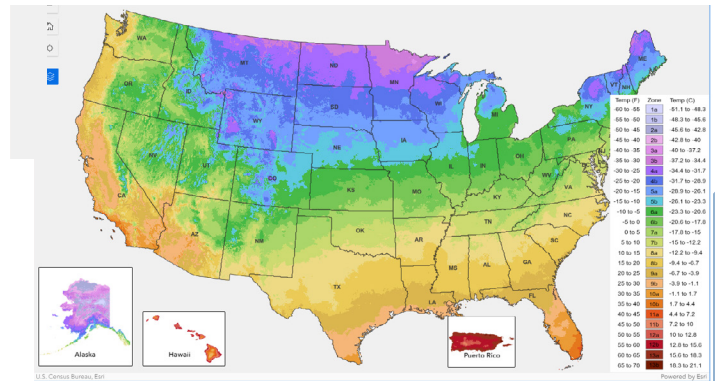 WA
OR
CA
NV
ID
MT
WY
UT
AZ
CO
NM
ND
SD
NE
KS
OK
TX
MN
IA
MO
AR
LA
WI
IL
MI
IN
OH
KY
TN
MS
AL
GA
FL
SC
NC
VA
WV
PA
NY
VT
NH
ME
Alaska
Hawaii
Puerto Rico
Temp (F) Zone Temp (C)
-60 to -55 1a -51.1 to -48.3
-55 to -50 1b -48.3 to -45.6
-50 to -45 2a -45.6 to -42.8
-45 to -40 2b -42.8 to -40
-40 to -35 3a -40 to -37.2
-35 to -30 3b -37.2 to -34.4
-30 to -25 4a -34.4 to -31.7
-25 to -20 4b -31.7 to -28.9
-20 to -15 5a -28.9 to -26.1
-15 to -10 5b -26.1 to -23.3
-10 to -5 6a -23.3 to -20.6
-5 to 0 6b -20.6 to -17.8
0 to 5 7a -17.8 to -15
5 to 10 7b -15 to -12.2
10 to 15 8a -12.2 to -9.4
15 to 20 8b -9.4 to -6.7
20 to 25 9a -6.7 to -3.9
25 to 30 9b -3.9 to -1.1
30 to 35 10a -1.1 to 1.7
35 to 40 10b 1.7 to 4.4
40 to 45 11a 4.4 to 7.2
45 to 50 11b 7.2 to 10
50 to 55 12a 10 to 12.8
55 to 60 12b 12.8 to 15.6
60 to 65 13a 15.6 to 18.3
65 to 70 13b 18.3 to 21.1
U.S. Census Bureau, Esri
Powered by Esri